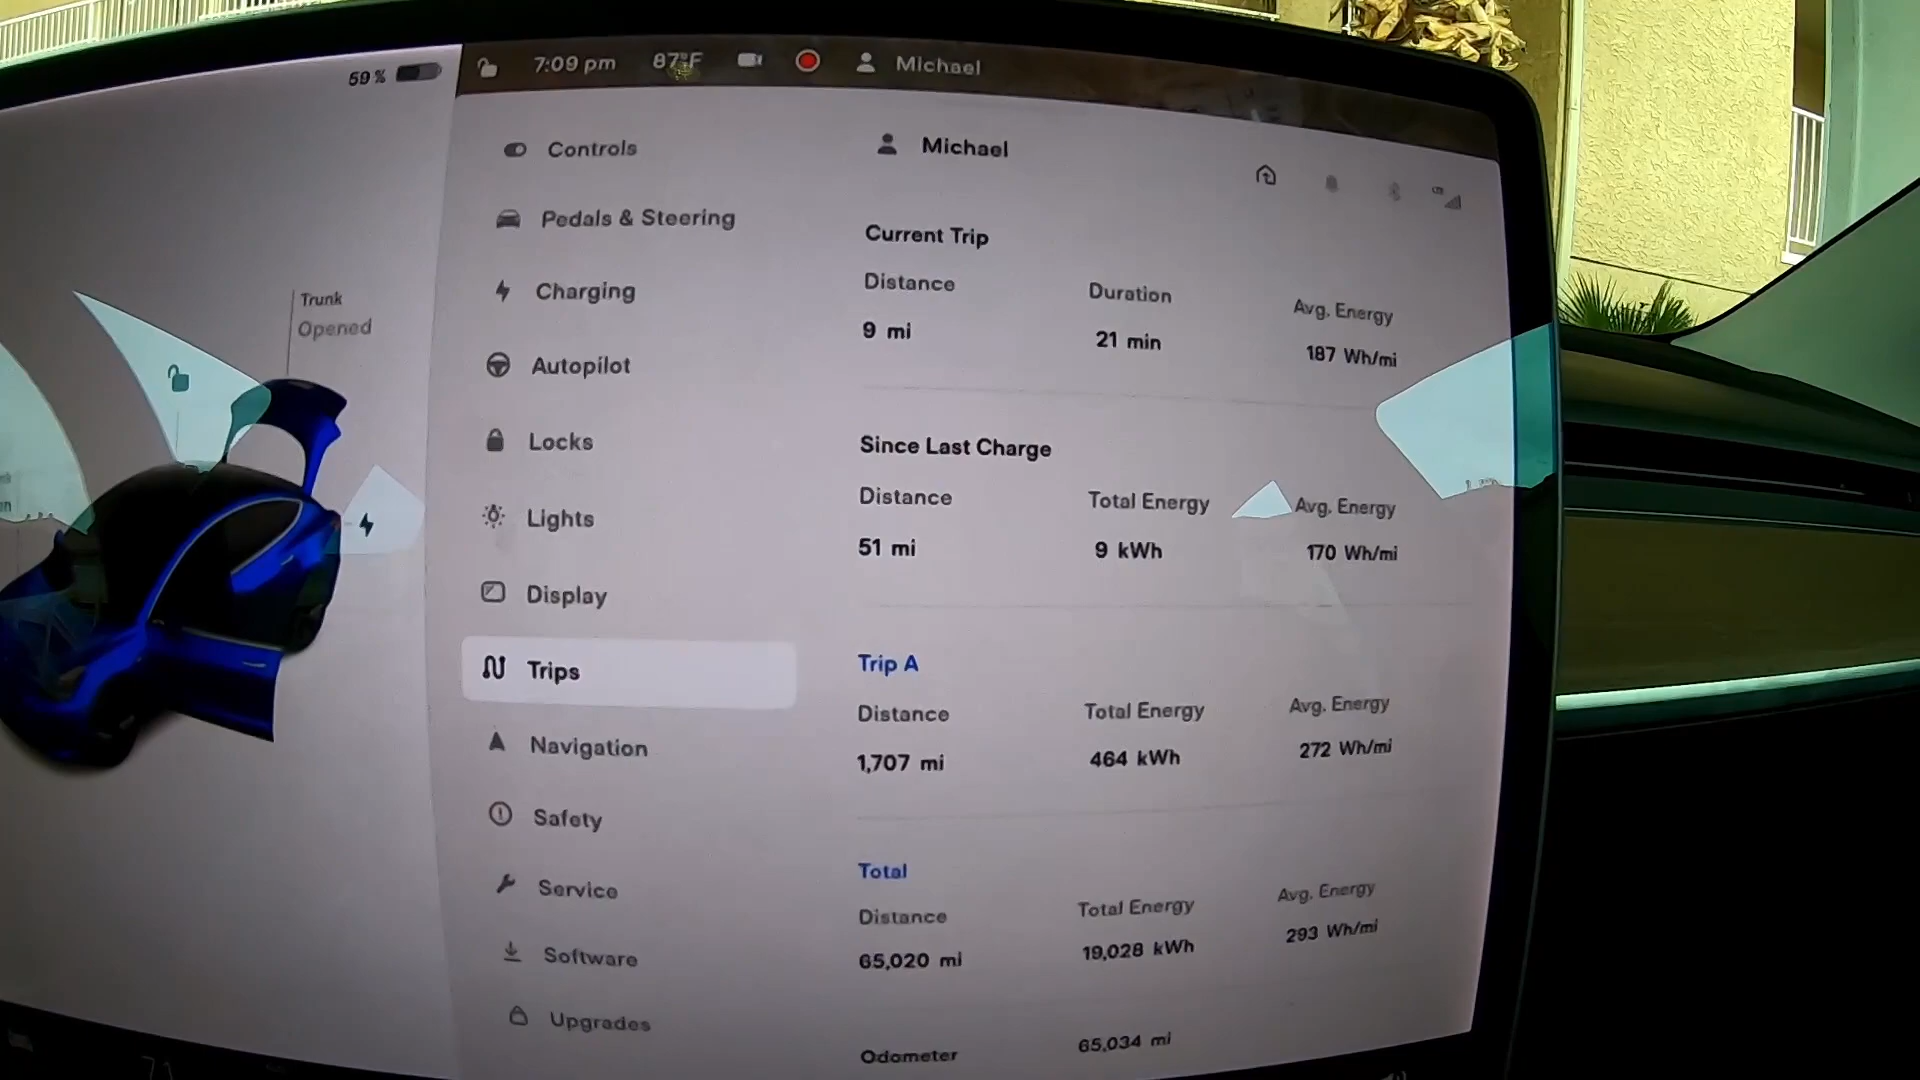 59%
7:09 pm
87°F
Michael
Trunk
Opened
Controls
Pedals & Steering
Charging
Autopilot
Locks
Lights
Display
Trips
Navigation
Safety
Service
Software
Upgrades
Michael
LTE
Current Trip
Distance
Duration
Avg. Energy
9 mi
21 min
187 Wh/mi
Since Last Charge
Distance
Total Energy
Avg. Energy
51 mi
9 kWh
170 Wh/mi
Trip A
Distance
Total Energy
Avg. Energy
1,707 mi
464 kWh
272 Wh/mi
Total
Distance
Total Energy
Avg. Energy
65,020 mi
19,028 kWh
293 Wh/mi
Odometer
65,034 mi